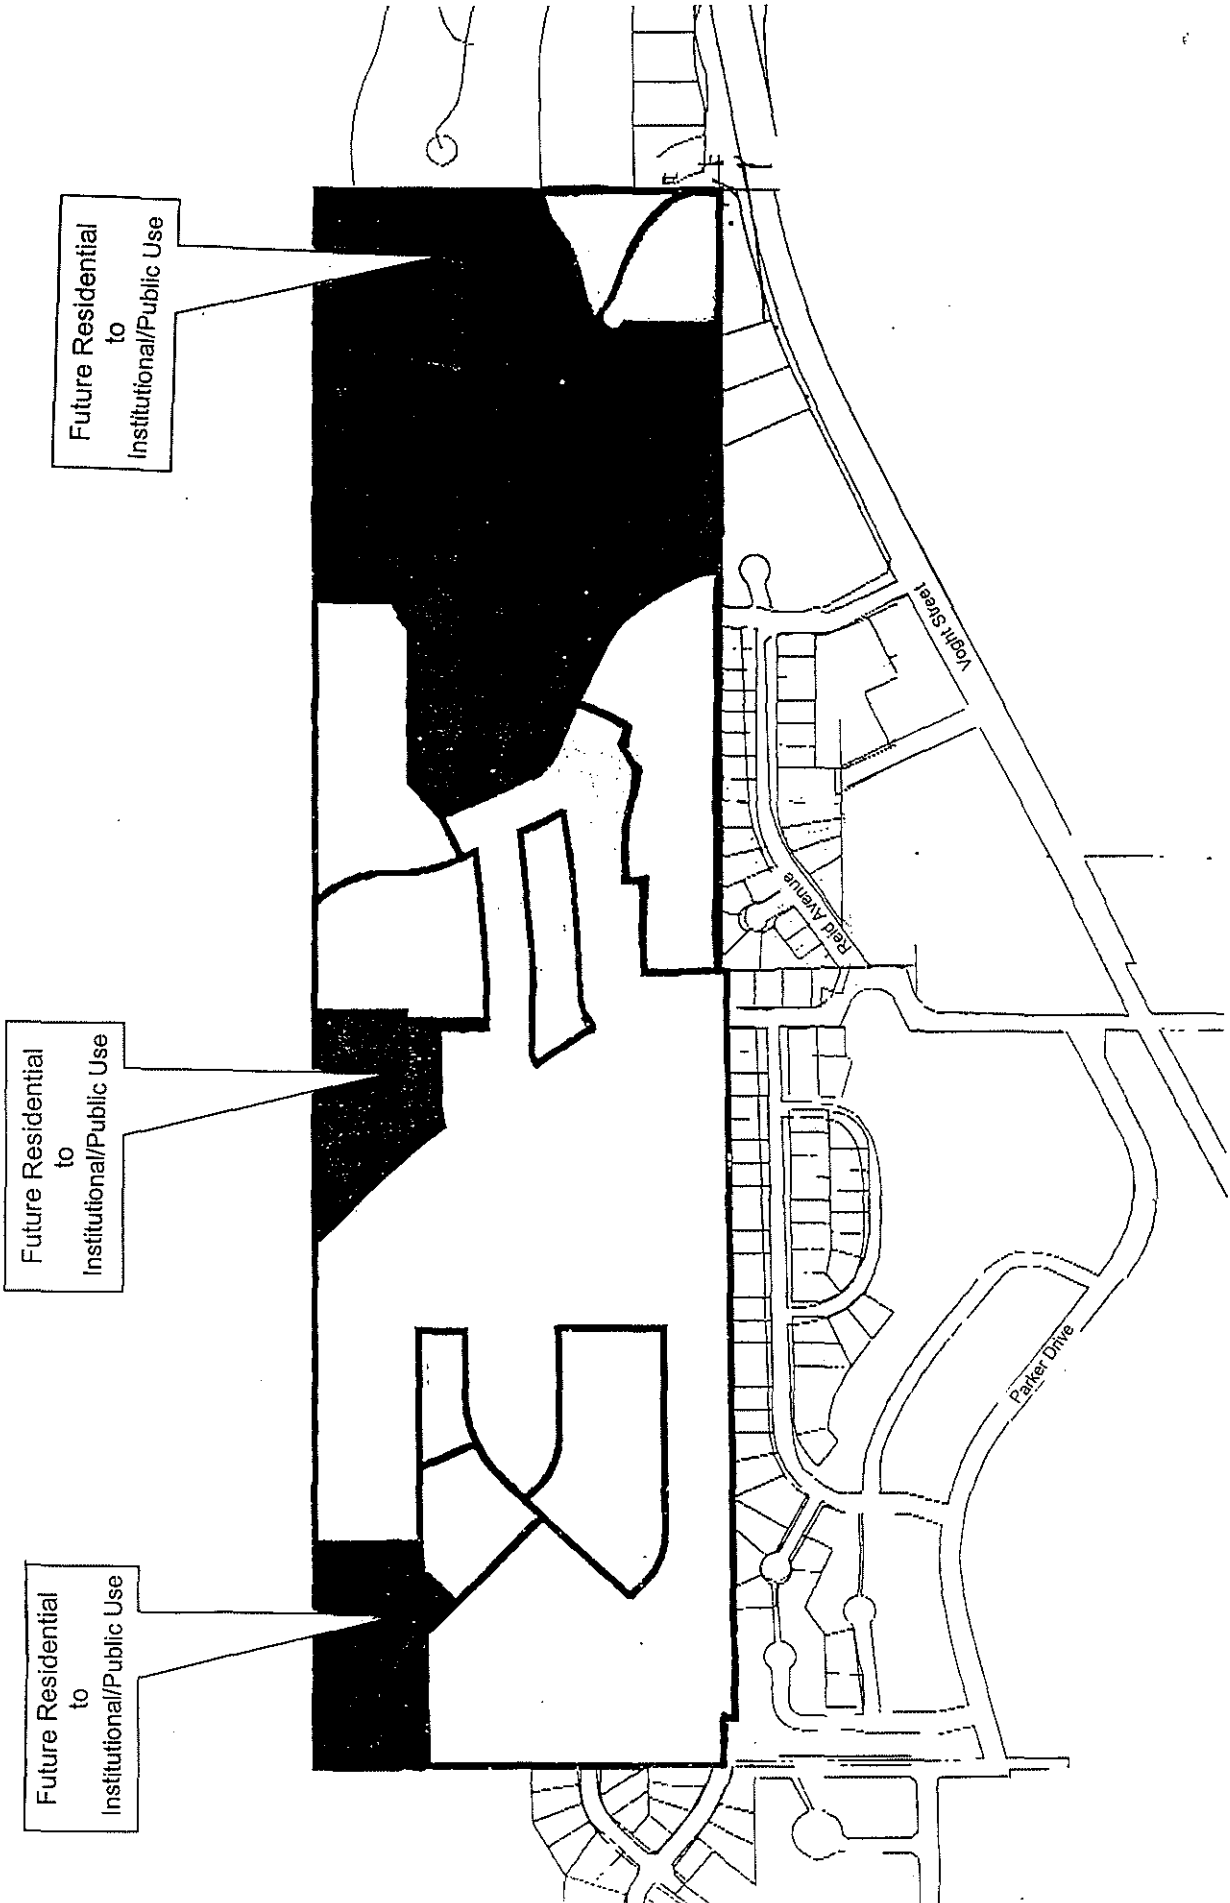 Future Residential
to
Institutional/Public Use
Future Residential
to
Institutional/Public Use
Future Residential
to
Institutional/Public Use
Voght Street
Reid Avenue
Parker Drive